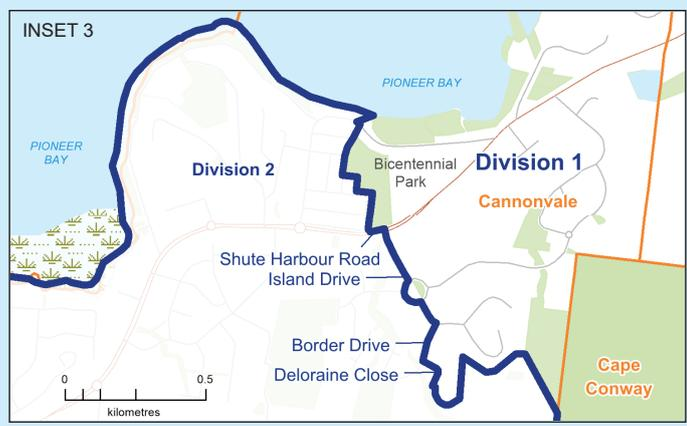 INSET 3
PIONEER BAY
PIONEER
BAY
Division 2
Bicentennial
Park
Division 1
Cannonvale
Shute Harbour Road
Island Drive
Border Drive
Deloraine Close
Cape
Conway
0
0.5
kilometres